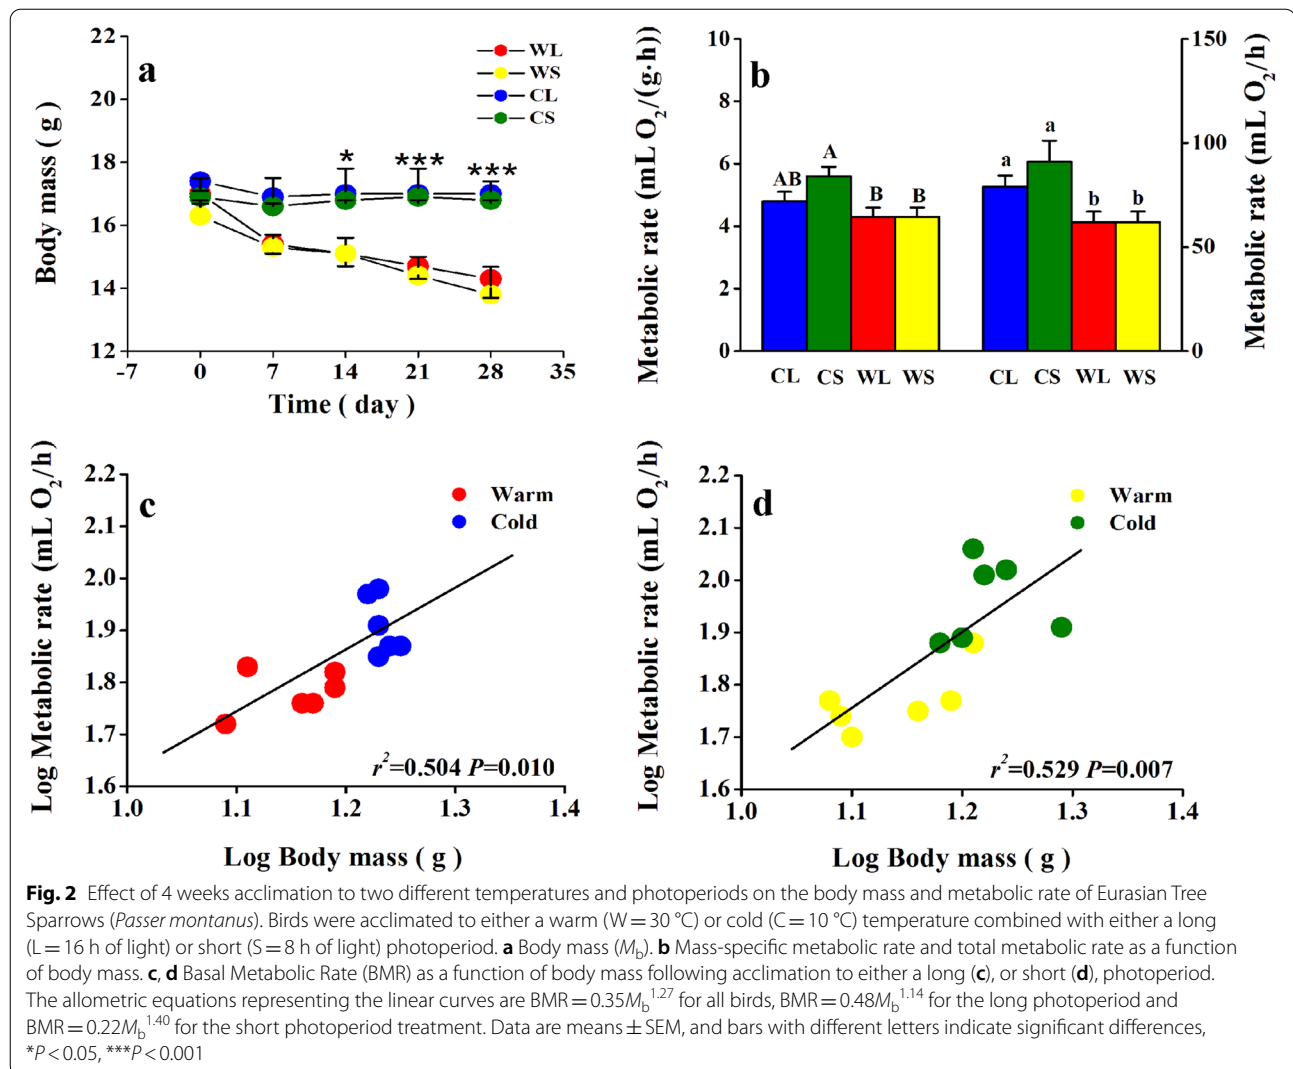 a
WL
WS
CL
CS
22
20
18
16
14
12
Body mass ( g )
*
***
***
-7
0
7
14
21
28
35
Time ( day )
b
10
8
6
4
2
0
Metabolic rate (mL O2/(g·h))
150
100
50
0
Metabolic rate (mL O2/h)
AB
A
B
B
a
a
b
b
CL
CS
WL
WS
CL
CS
WL
WS
c
Warm
Cold
2.2
2.1
2.0
1.9
1.8
1.7
1.6
Log Metabolic rate (mL O2/h)
r2=0.504 P=0.010
1.0
1.1
1.2
1.3
1.4
Log Body mass ( g )
d
Warm
Cold
2.2
2.1
2.0
1.9
1.8
1.7
1.6
Log Metabolic rate (mL O2/h)
r2=0.529 P=0.007
1.0
1.1
1.2
1.3
1.4
Log Body mass ( g )
Fig. 2 Effect of 4 weeks acclimation to two different temperatures and photoperiods on the body mass and metabolic rate of Eurasian Tree
Sparrows (Passer montanus). Birds were acclimated to either a warm (W = 30 °C) or cold (C = 10 °C) temperature combined with either a long
(L = 16 h of light) or short (S = 8 h of light) photoperiod. a Body mass (Mb). b Mass-specific metabolic rate and total metabolic rate as a function
of body mass. c, d Basal Metabolic Rate (BMR) as a function of body mass following acclimation to either a long (c), or short (d), photoperiod.
The allometric equations representing the linear curves are BMR = 0.35Mb^1.27 for all birds, BMR = 0.48Mb^1.14 for the long photoperiod and
BMR = 0.22Mb^1.40 for the short photoperiod treatment. Data are means ± SEM, and bars with different letters indicate significant differences,
*P < 0.05, ***P < 0.001